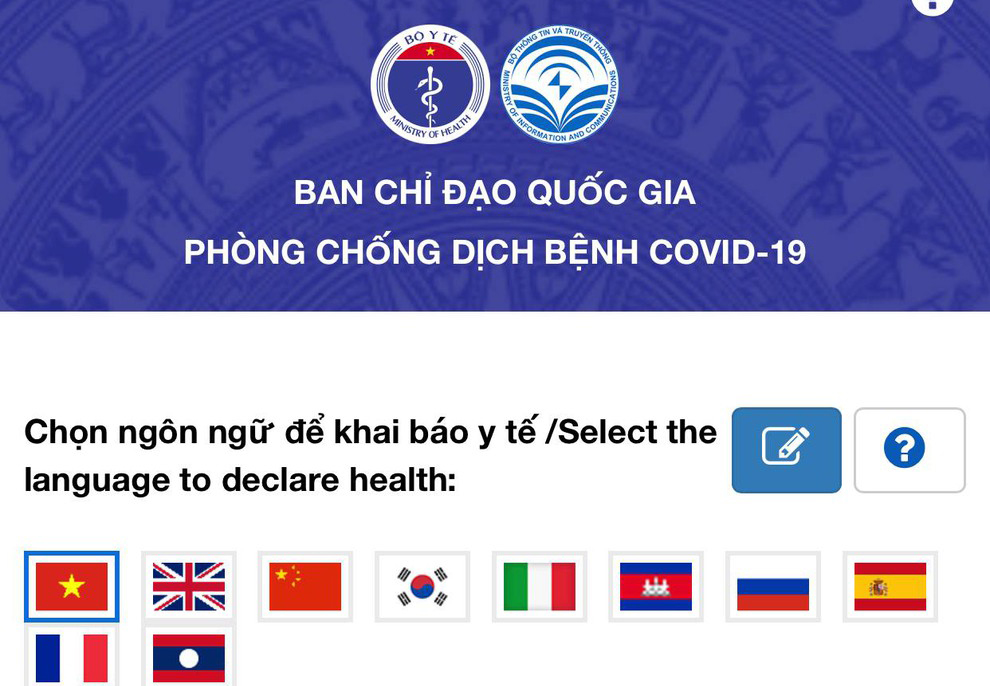 BỘ Y TẾ
MINISTRY OF HEALTH
BỘ THÔNG TIN VÀ TRUYỀN THÔNG
MINISTRY OF INFORMATION AND COMMUNICATIONS
BAN CHỈ ĐẠO QUỐC GIA
PHÒNG CHỐNG DỊCH BỆNH COVID-19
Chọn ngôn ngữ để khai báo y tế /Select the
language to declare health:
?